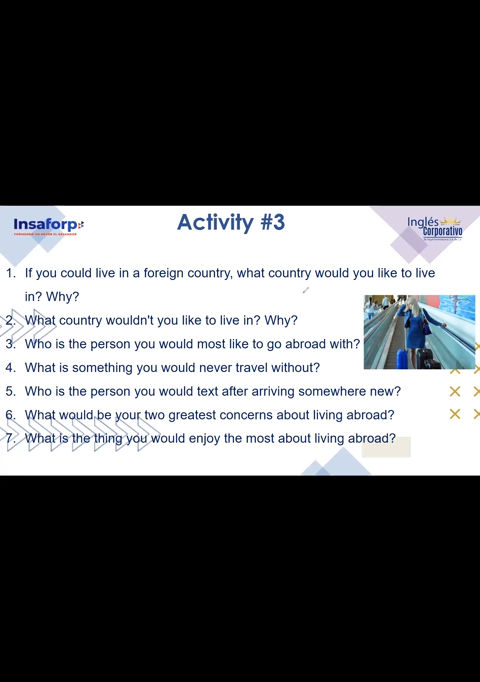 Insaforp
Activity #3
Inglés
Corporativo
1. If you could live in a foreign country, what country would you like to live
in? Why?
2. What country wouldn't you like to live in? Why?
3. Who is the person you would most like to go abroad with?
4. What is something you would never travel without?
5. Who is the person you would text after arriving somewhere new?
6. What would be your two greatest concerns about living abroad?
7. What is the thing you would enjoy the most about living abroad?